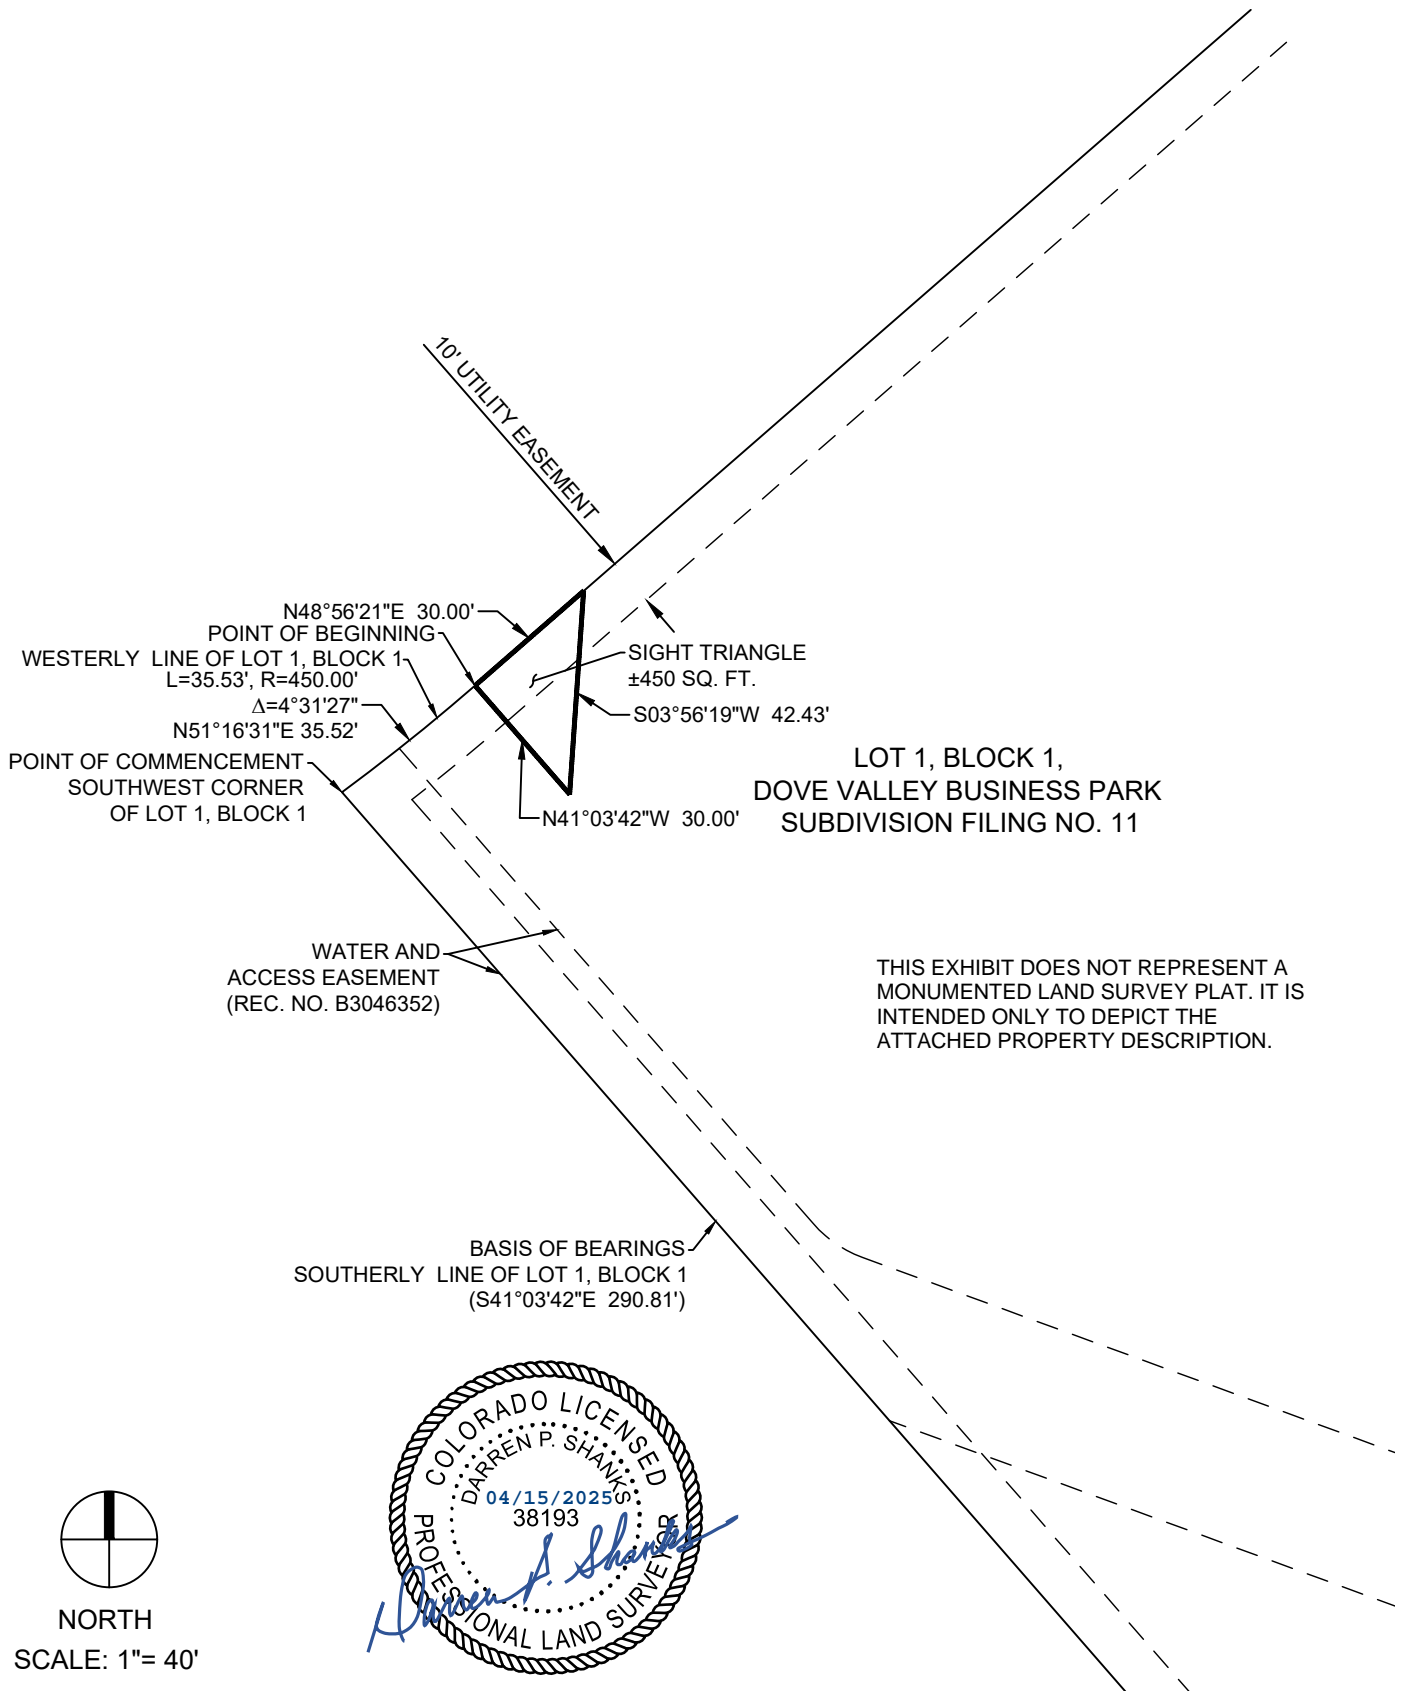 10' UTILITY EASEMENT
N48°56'21"E 30.00'
POINT OF BEGINNING
WESTERLY LINE OF LOT 1, BLOCK 1
L=35.53', R=450.00'
Δ=4°31'27"
N51°16'31"E 35.52'
POINT OF COMMENCEMENT
SOUTHWEST CORNER
OF LOT 1, BLOCK 1
SIGHT TRIANGLE
±450 SQ. FT.
S03°56'19"W 42.43'
N41°03'42"W 30.00'
LOT 1, BLOCK 1,
DOVE VALLEY BUSINESS PARK
SUBDIVISION FILING NO. 11
WATER AND
ACCESS EASEMENT
(REC. NO. B3046352)
THIS EXHIBIT DOES NOT REPRESENT A
MONUMENTED LAND SURVEY PLAT. IT IS
INTENDED ONLY TO DEPICT THE
ATTACHED PROPERTY DESCRIPTION.
BASIS OF BEARINGS
SOUTHERLY LINE OF LOT 1, BLOCK 1
(S41°03'42"E 290.81')
COLORADO LICENSED
DARREN P. SHANKS
04/15/2025
38193
Darren P. Shanks
PROFESSIONAL LAND SURVEYOR
NORTH
SCALE: 1"= 40'